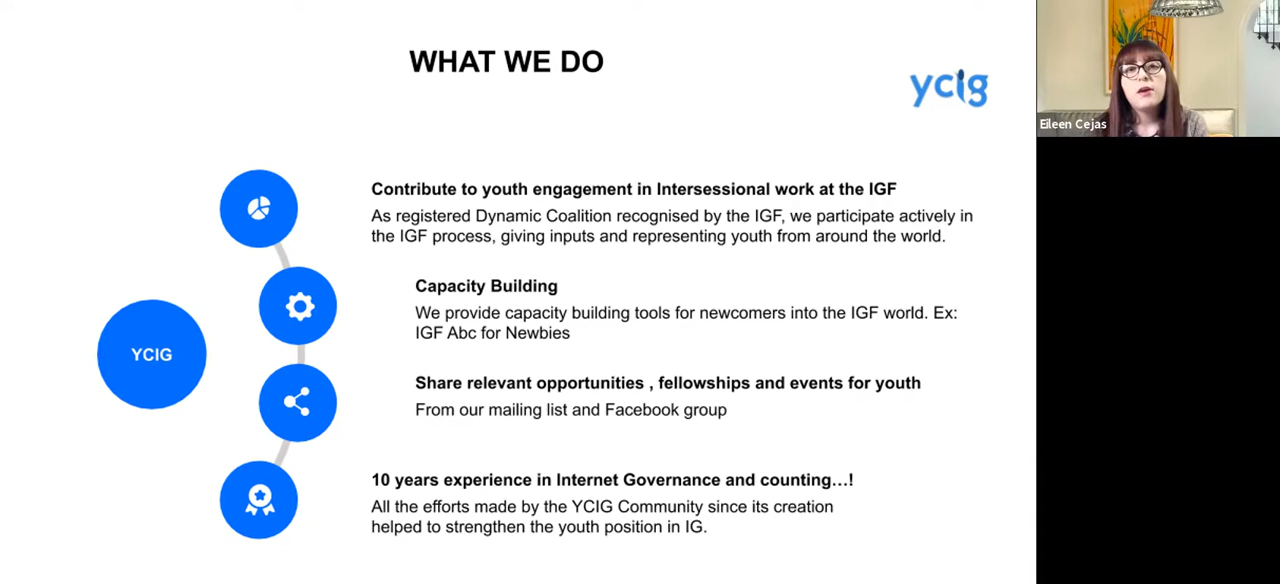 WHAT WE DO
ycig
Eileen Cejas
Contribute to youth engagement in Intersessional work at the IGF
As registered Dynamic Coalition recognised by the IGF, we participate actively in
the IGF process, giving inputs and representing youth from around the world.
Capacity Building
We provide capacity building tools for newcomers into the IGF world. Ex:
IGF Abc for Newbies
YCIG
Share relevant opportunities , fellowships and events for youth
From our mailing list and Facebook group
10 years experience in Internet Governance and counting...!
All the efforts made by the YCIG Community since its creation
helped to strengthen the youth position in IG.